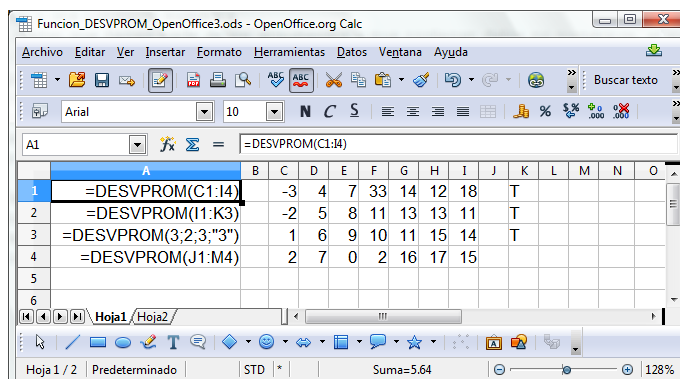 Funcion_DESVPROM_OpenOffice3.ods - OpenOffice.org Calc
Archivo Editar Ver Insertar Formato Herramientas Datos Ventana Ayuda
Buscar texto
Arial 10 N C S
A1 =DESVPROM(C1:I4)
A B C D E F G H I J K L M N O
1 =DESVPROM(C1:I4) -3 4 7 33 14 12 18 T
2 =DESVPROM(I1:K3) -2 5 8 11 13 13 11 T
3 =DESVPROM(3;2;3;"3") 1 6 9 10 11 15 14 T
4 =DESVPROM(J1:M4) 2 7 0 2 16 17 15
5
6
Hoja1 Hoja2
Hoja 1 / 2 Predeterminado STD * Suma=5.64 128%